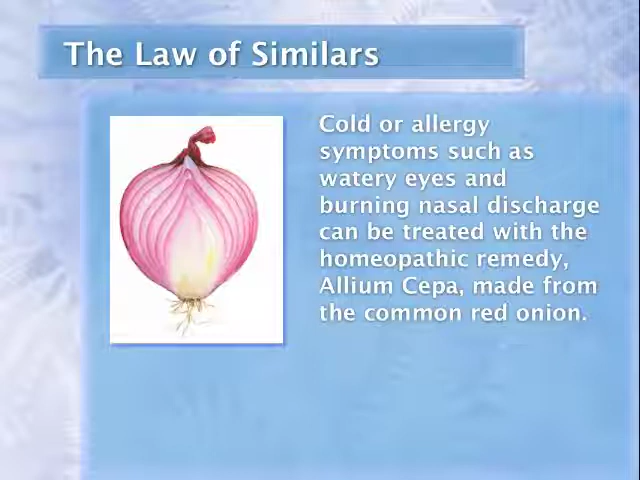 The Law of Similars
Cold or allergy
symptoms such as
watery eyes and
burning nasal discharge
can be treated with the
homeopathic remedy,
Allium Cepa, made from
the common red onion.